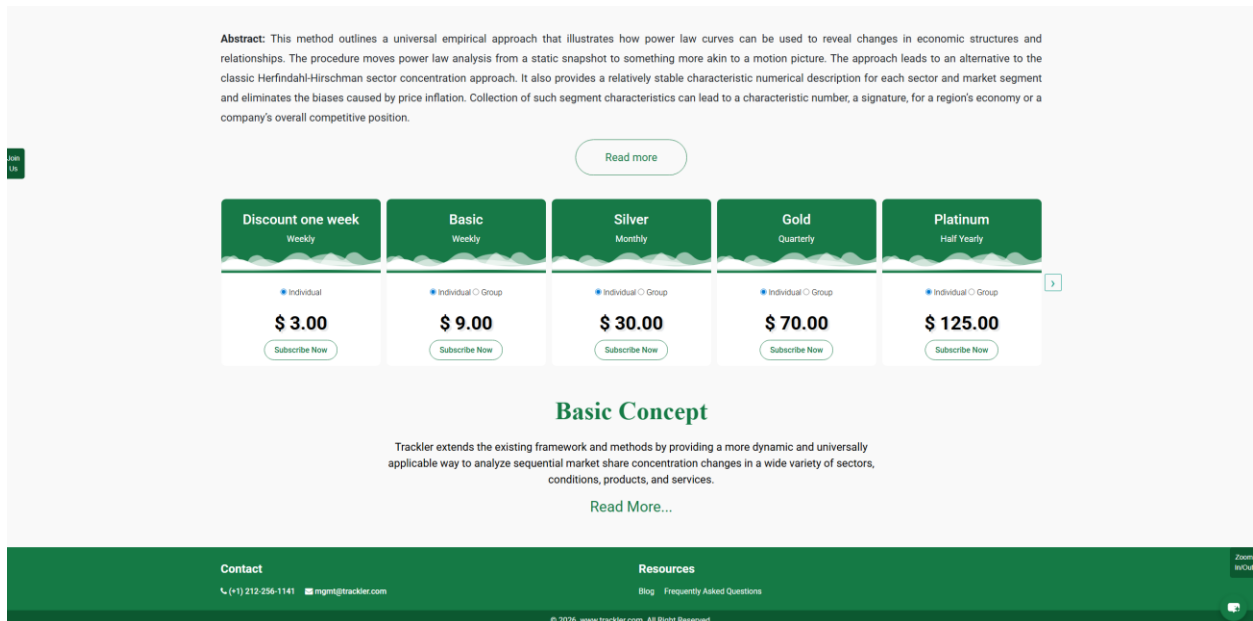 Abstract: This method outlines a universal empirical approach that illustrates how power law curves can be used to reveal changes in economic structures and
relationships. The procedure moves power law analysis from a static snapshot to something more akin to a motion picture. The approach leads to an alternative to the
classic Herfindahl-Hirschman sector concentration approach. It also provides a relatively stable characteristic numerical description for each sector and market segment
and eliminates the biases caused by price inflation. Collection of such segment characteristics can lead to a characteristic number, a signature, for a region's economy or a
company's overall competitive position.
Join
Us
Read more
Discount one week
Weekly
Individual
$ 3.00
Subscribe Now
Basic
Weekly
Individual Group
$ 9.00
Subscribe Now
Silver
Monthly
Individual Group
$ 30.00
Subscribe Now
Gold
Quarterly
Individual Group
$ 70.00
Subscribe Now
Platinum
Half Yearly
Individual Group
$ 125.00
Subscribe Now
Basic Concept
Trackler extends the existing framework and methods by providing a more dynamic and universally
applicable way to analyze sequential market share concentration changes in a wide variety of sectors,
conditions, products, and services.
Read More...
Contact
(+1) 212-256-1141 mgmt@trackler.com
Resources
Blog Frequently Asked Questions
Zoom
In/Out
© 2026, www.trackler.com, All Right Reserved